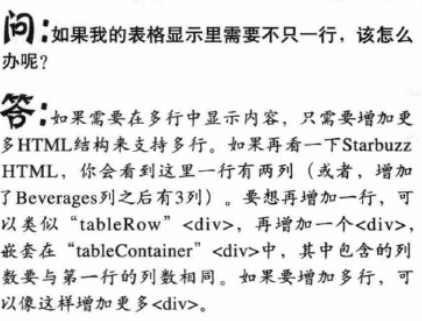 问：如果我的表格显示里需要不只一行，该怎么
办呢？
答：如果需要在多行中显示内容，只需要增加更
多HTML结构来支持多行。如果再看一下Starbuzz
HTML，你会看到这里一行有两列（或者，增加
了Beverages列之后有3列）。要想再增加一行，可
以类似“tableRow”<div>，再增加一个<div>，
嵌套在“tableContainer”<div>中，其中包含的列
数要与第一行的列数相同。如果要增加多行，可
以像这样增加更多<div>。